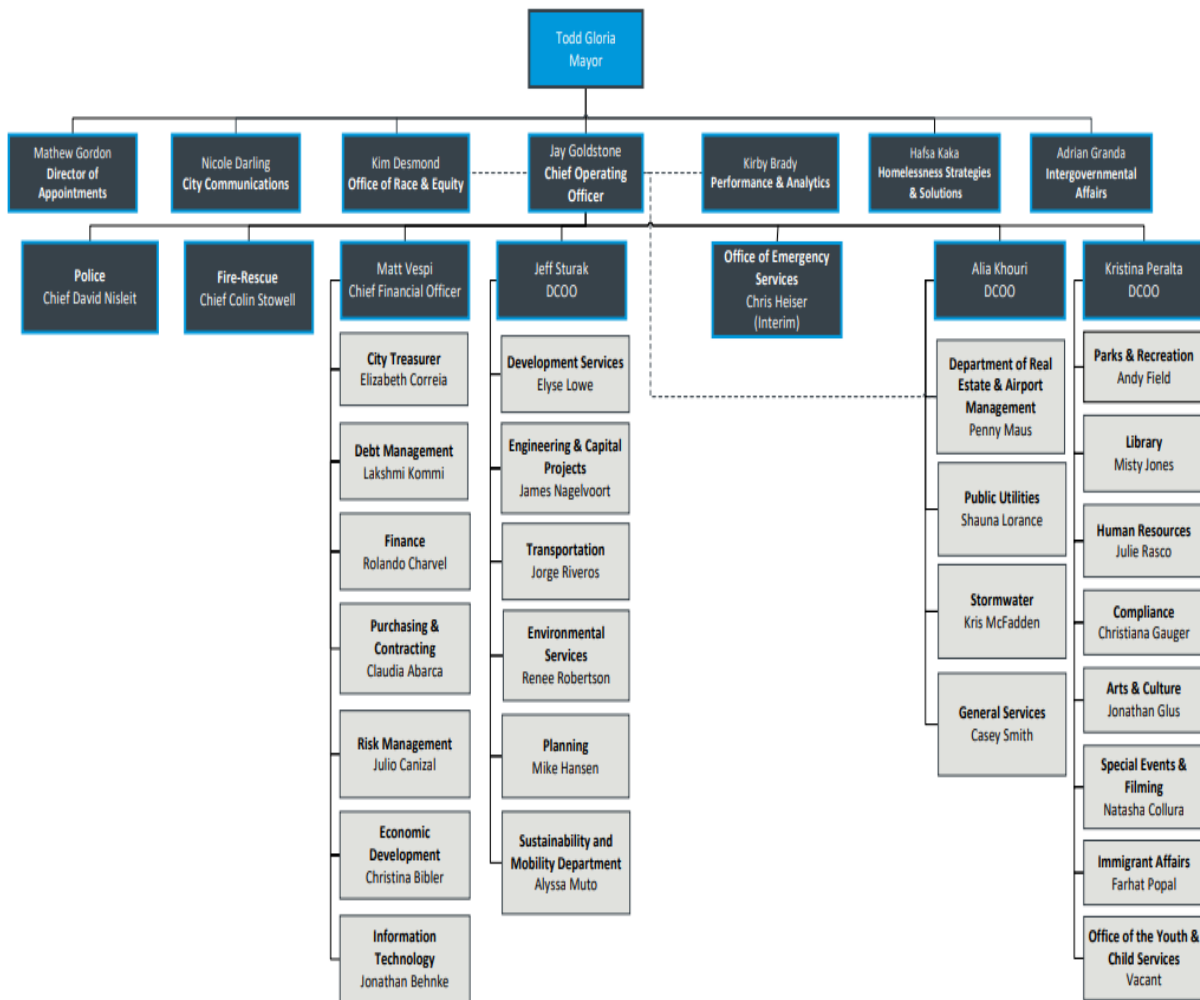 Todd Gloria
Mayor
Mathew Gordon
Director of
Appointments
Nicole Darling
City Communications
Kim Desmond
Office of Race & Equity
Jay Goldstone
Chief Operating
Officer
Kirby Brady
Performance & Analytics
Hafsa Kaka
Homelessness Strategies
& Solutions
Adrian Granda
Intergovernmental
Affairs
Police
Chief David Nisleit
Fire-Rescue
Chief Colin Stowell
Matt Vespi
Chief Financial Officer
Jeff Sturak
DCOO
Office of Emergency
Services
Chris Heiser
(Interim)
Alia Khouri
DCOO
Kristina Peralta
DCOO
City Treasurer
Elizabeth Correia
Debt Management
Lakshmi Kommi
Finance
Rolando Charvel
Purchasing &
Contracting
Claudia Abarca
Risk Management
Julio Canizal
Economic
Development
Christina Bibler
Information
Technology
Jonathan Behnke
Development Services
Elyse Lowe
Engineering & Capital
Projects
James Nagelvoort
Transportation
Jorge Riveros
Environmental
Services
Renee Robertson
Planning
Mike Hansen
Sustainability and
Mobility Department
Alyssa Muto
Department of Real
Estate & Airport
Management
Penny Maus
Public Utilities
Shauna Lorance
Stormwater
Kris McFadden
General Services
Casey Smith
Parks & Recreation
Andy Field
Library
Misty Jones
Human Resources
Julie Rasco
Compliance
Christiana Gauger
Arts & Culture
Jonathan Glus
Special Events &
Filming
Natasha Collura
Immigrant Affairs
Farhat Popal
Office of the Youth &
Child Services
Vacant